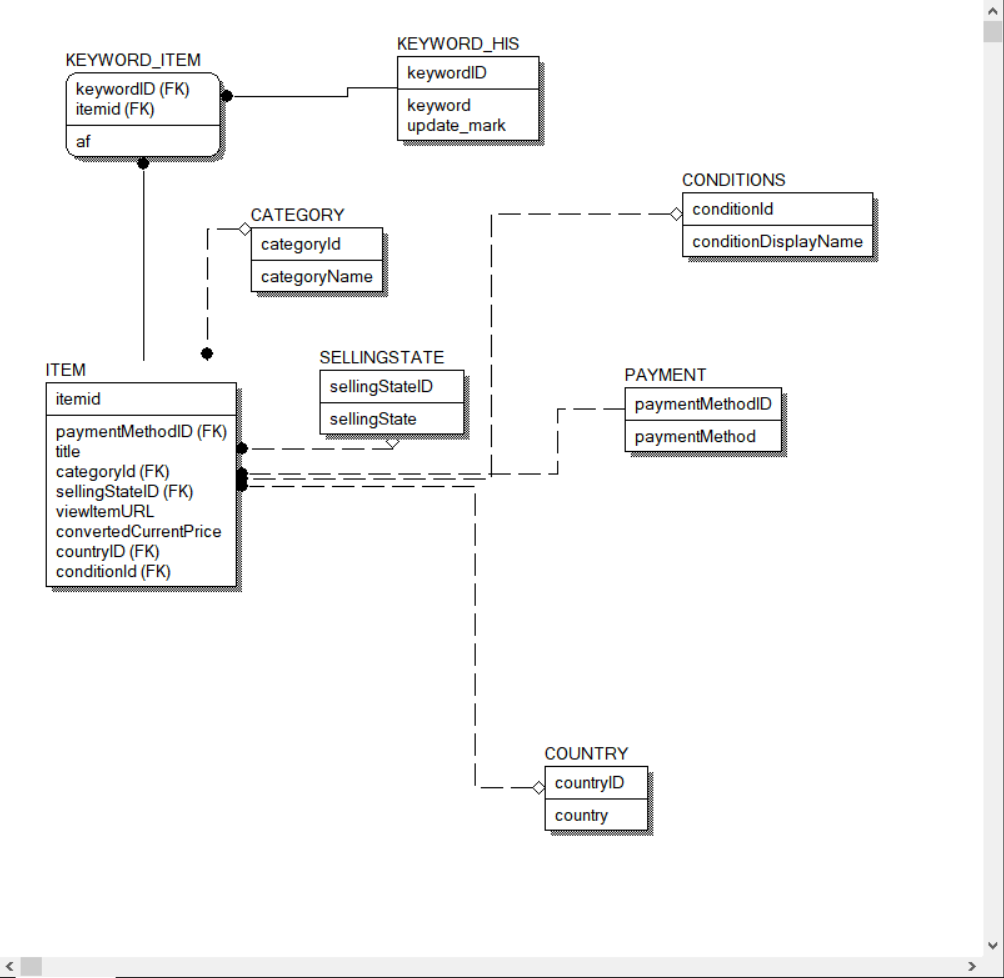 KEYWORD_HIS
keywordID
keyword
update_mark
KEYWORD_ITEM
keywordID (FK)
itemid (FK)
af
CONDITIONS
conditionId
conditionDisplayName
CATEGORY
categoryId
categoryName
SELLINGSTATE
sellingStateID
sellingState
ITEM
itemid
paymentMethodID (FK)
title
categoryId (FK)
sellingStateID (FK)
viewItemURL
convertedCurrentPrice
countryID (FK)
conditionId (FK)
PAYMENT
paymentMethodID
paymentMethod
COUNTRY
countryID
country